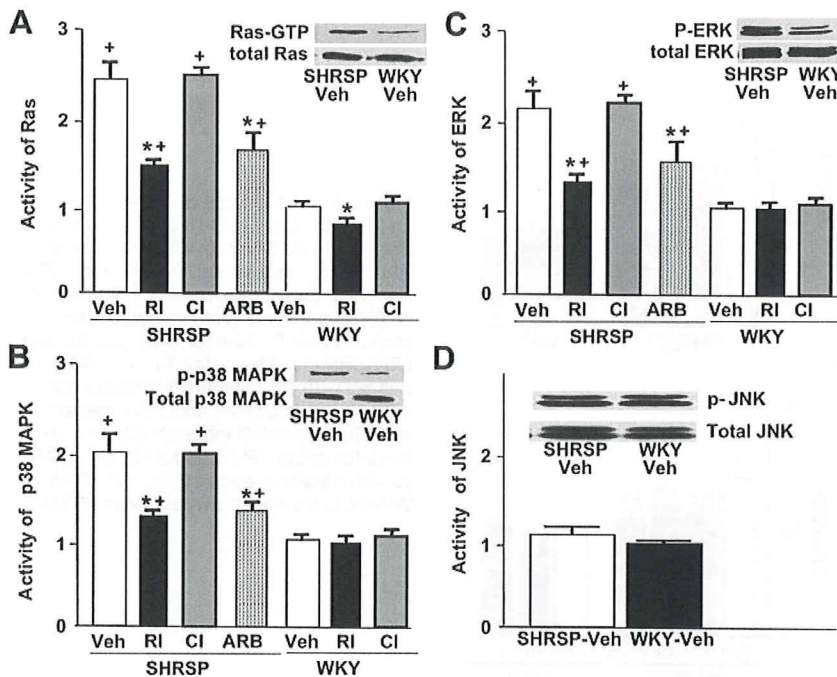 A
Ras-GTP
total Ras
SHRSP WKY
Veh Veh
Activity of Ras
3
2
1
0
+
*+
+
*+
*
Veh RI CI ARB Veh RI CI
SHRSP WKY
B
p-p38 MAPK
Total p38 MAPK
SHRSP WKY
Veh Veh
Activity of p38 MAPK
3
2
1
0
+
*+
+
*+
Veh RI CI ARB Veh RI CI
SHRSP WKY
C
P-ERK
total ERK
SHRSP WKY
Veh Veh
Activity of ERK
3
2
1
0
+
*+
+
*+
Veh RI CI ARB Veh RI CI
SHRSP WKY
D
p-JNK
Total JNK
SHRSP WKY
Veh Veh
Activity of JNK
2
1
0
SHRSP-Veh WKY-Veh